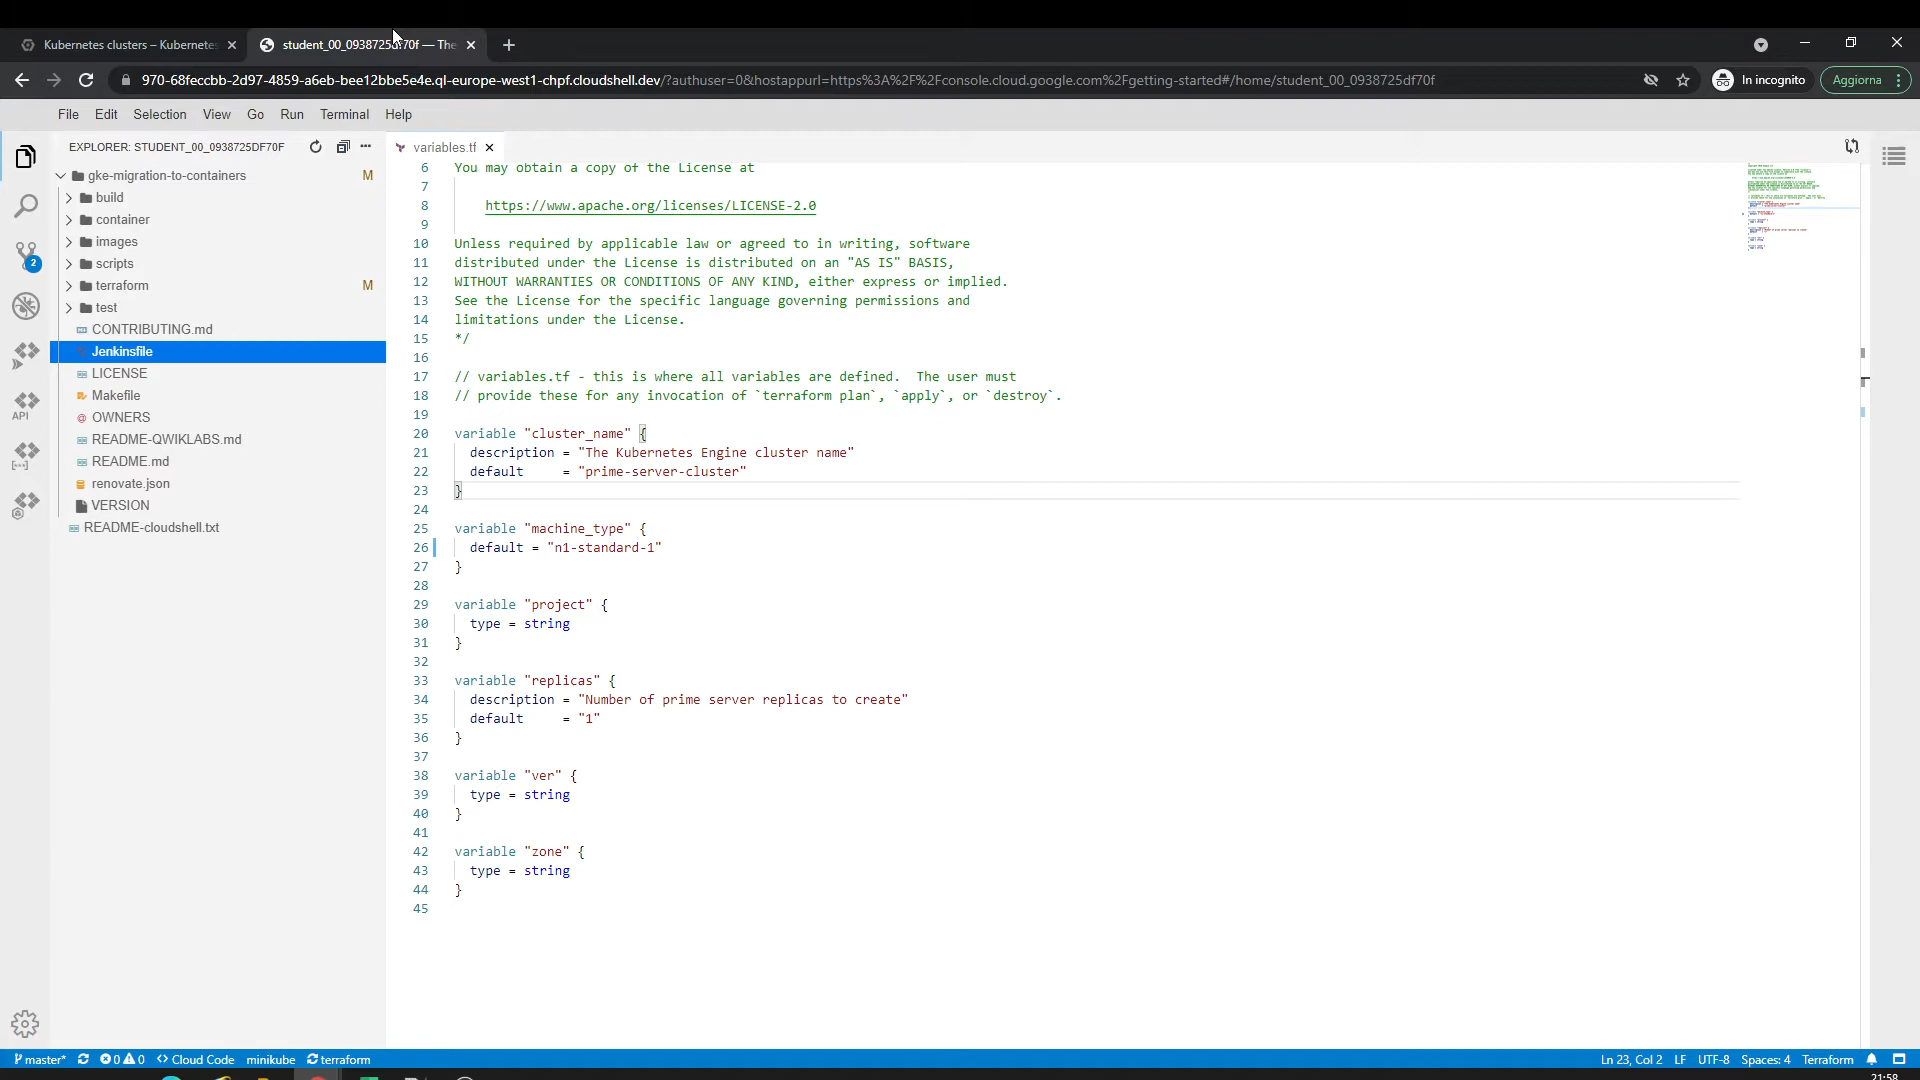 Kubernetes clusters – Kubernete
student_00_0938725df70f — The
970-68feccbb-2d97-4859-a6eb-bee12bbe5e4e.ql-europe-west1-chpf.cloudshell.dev/?authuser=0&hostappurl=https%3A%2F%2Fconsole.cloud.google.com%2Fgetting-started#/home/student_00_0938725df70f
In incognito
Aggiorna
File Edit Selection View Go Run Terminal Help
EXPLORER: STUDENT_00_0938725DF70F
gke-migration-to-containers M
build
container
images
scripts
terraform M
test
CONTRIBUTING.md
Jenkinsfile
LICENSE
Makefile
OWNERS
README-QWIKLABS.md
README.md
renovate.json
VERSION
README-cloudshell.txt
2
API
variables.tf
6 You may obtain a copy of the License at
7
8 https://www.apache.org/licenses/LICENSE-2.0
9
10 Unless required by applicable law or agreed to in writing, software
11 distributed under the License is distributed on an "AS IS" BASIS,
12 WITHOUT WARRANTIES OR CONDITIONS OF ANY KIND, either express or implied.
13 See the License for the specific language governing permissions and
14 limitations under the License.
15 */
16
17 // variables.tf - this is where all variables are defined.  The user must
18 // provide these for any invocation of `terraform plan`, `apply`, or `destroy`.
19
20 variable "cluster_name" {
21 description = "The Kubernetes Engine cluster name"
22 default     = "prime-server-cluster"
23 }
24
25 variable "machine_type" {
26 default = "n1-standard-1"
27 }
28
29 variable "project" {
30 type = string
31 }
32
33 variable "replicas" {
34 description = "Number of prime server replicas to create"
35 default     = "1"
36 }
37
38 variable "ver" {
39 type = string
40 }
41
42 variable "zone" {
43 type = string
44 }
45
master* 0 0 Cloud Code minikube terraform
Ln 23, Col 2 LF UTF-8 Spaces: 4 Terraform
21:58